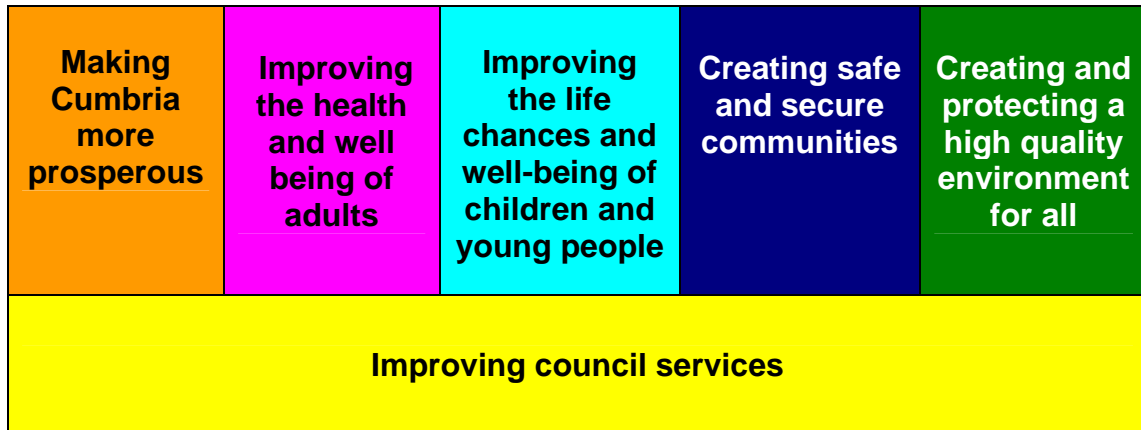 Making
Cumbria
more
prosperous
Improving
the health
and well
being of
adults
Improving
the life
chances and
well-being of
children and
young people
Creating safe
and secure
communities
Creating and
protecting a
high quality
environment
for all
Improving council services